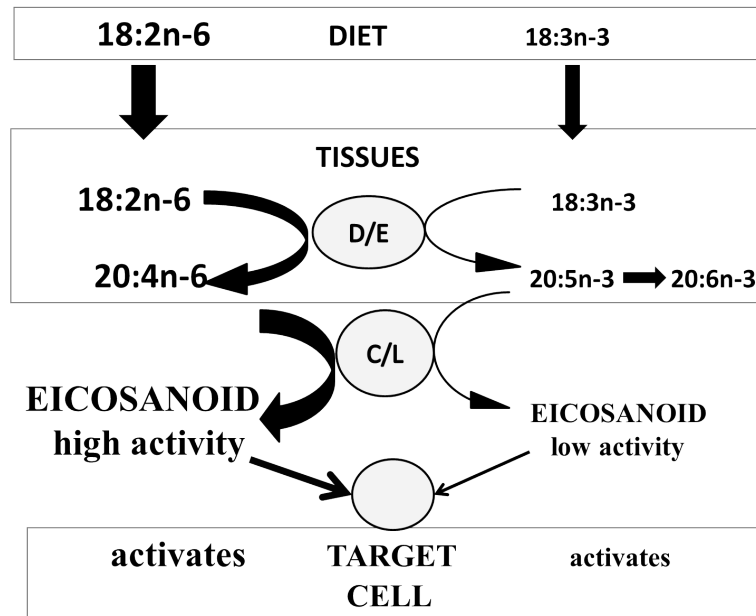 18:2n-6 DIET 18:3n-3
TISSUES
18:2n-6 D/E 18:3n-3
20:4n-6 20:5n-3 20:6n-3
C/L
EICOSANOID EICOSANOID
high activity low activity
activates TARGET activates
CELL